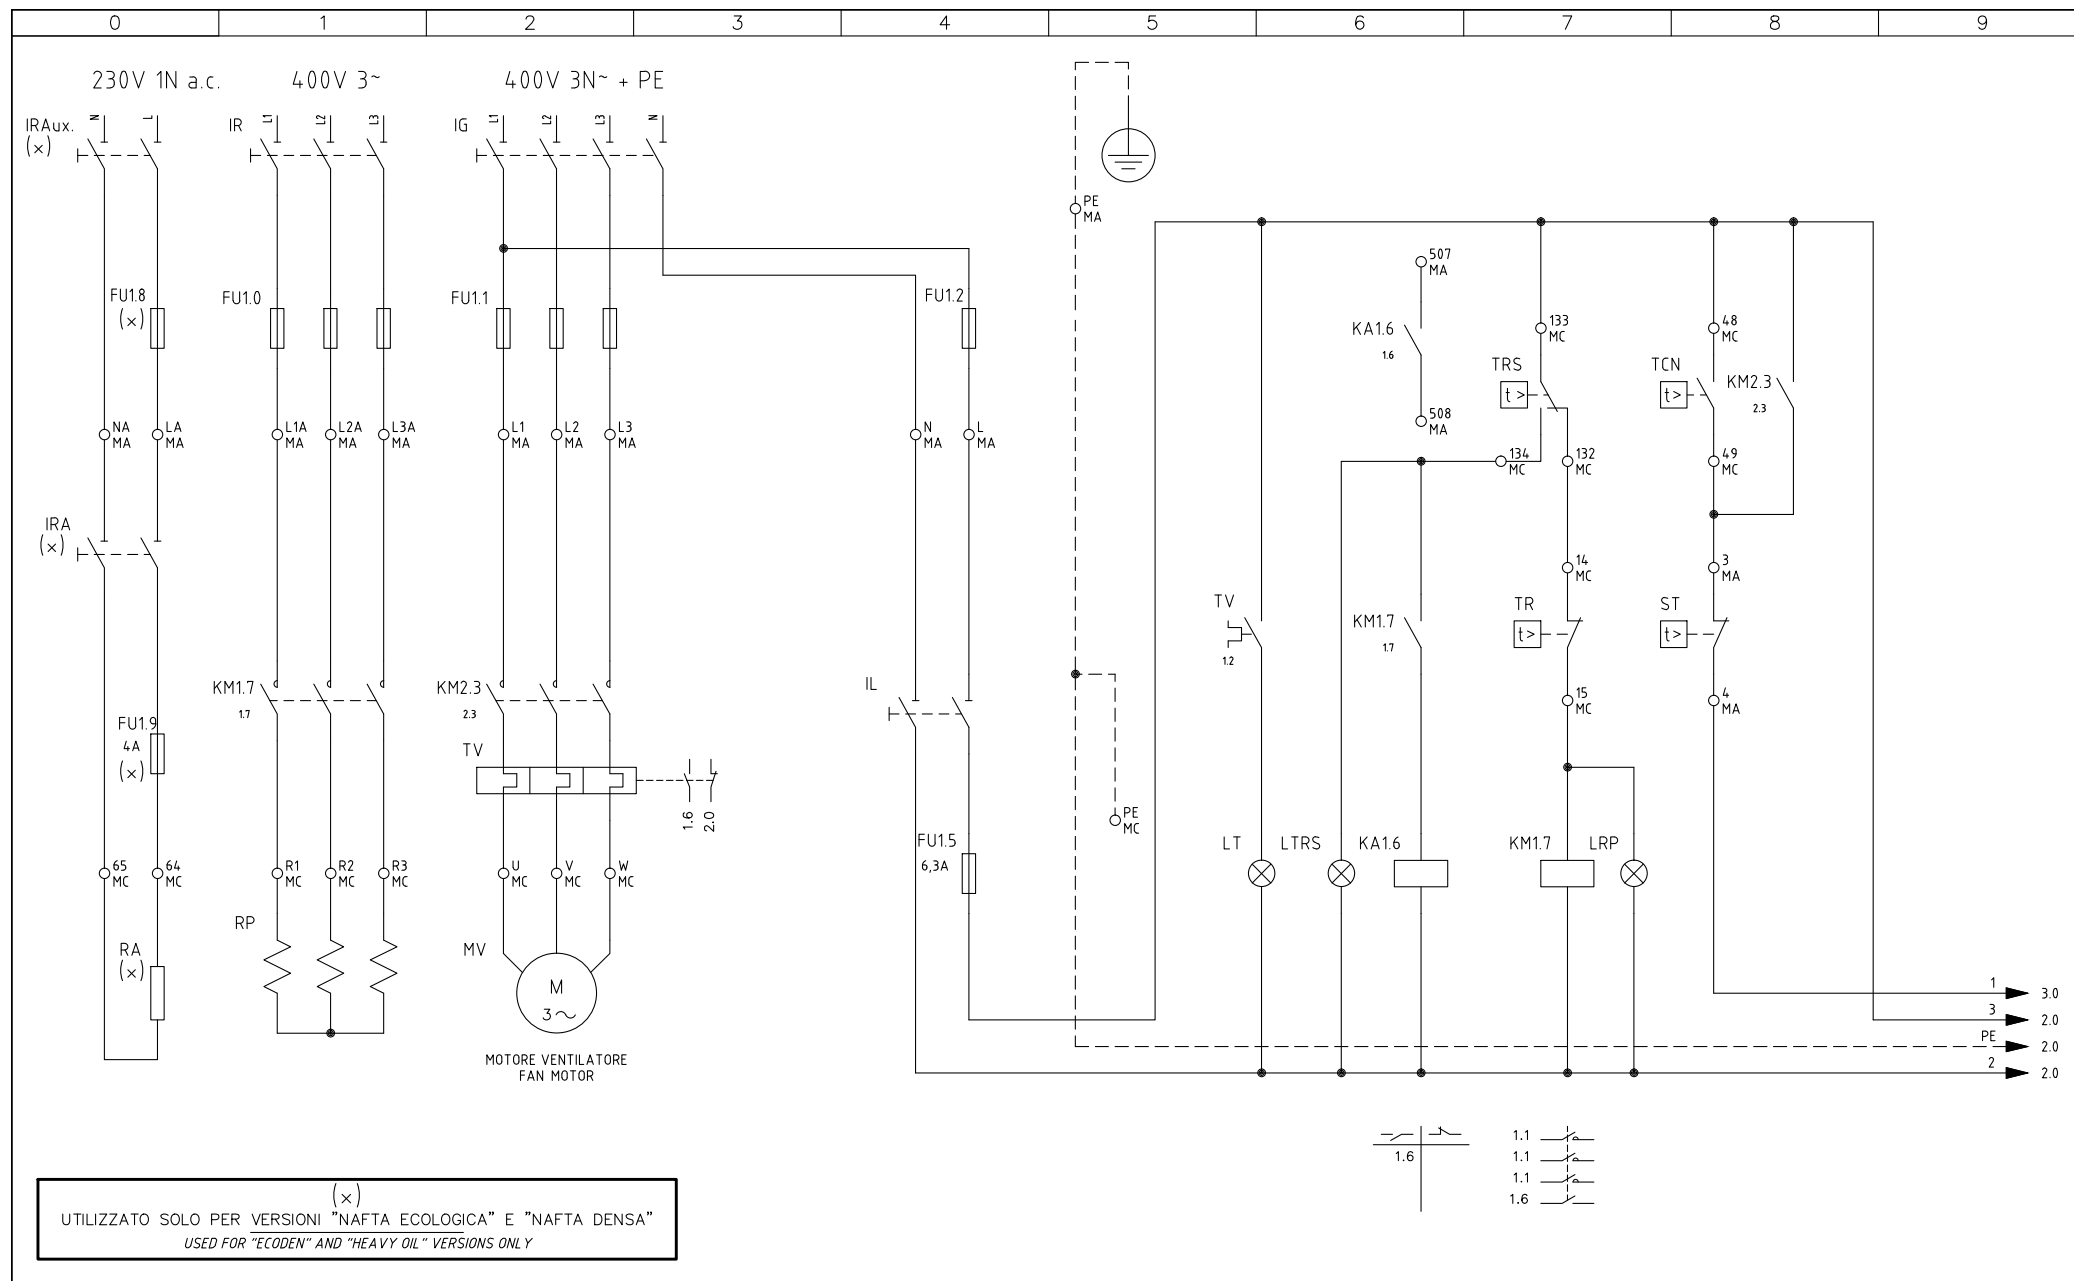 0 1 2 3 4 5 6 7 8 9
230V 1N a.c. 400V 3~ 400V 3N~ + PE
IRAux. N L IR L1 L2 L3 IG L1 L2 L3 N
(x)
PE
MA
507
MA
FU1.8 FU1.0 FU1.1 FU1.2
(x)
KA1.6
1.6
133
MC
48
MC
TRS TCN KM2.3
t> t> 2.3
508
MA
NA
MA
LA
MA
L1A
MA
L2A
MA
L3A
MA
L1
MA
L2
MA
L3
MA
N
MA
L
MA
134
MC
132
MC
49
MC
IRA
(x)
14
MC
3
MA
TV
1.2
KM1.7
1.7
TR ST
t> t>
KM1.7
1.7
KM2.3
2.3
IL
15
MC
4
MA
FU1.9
4A
(x)
TV
1.6 2.0
PE
MC
FU1.5
6,3A
LT LTRS KA1.6 KM1.7 LRP
65
MC
64
MC
R1
MC
R2
MC
R3
MC
U
MC
V
MC
W
MC
RP
RA
(x)
MV
M
3~
MOTORE VENTILATORE
FAN MOTOR
1 3.0
3 2.0
PE 2.0
2 2.0
1.6
1.1
1.1
1.1
1.6
(x)
UTILIZZATO SOLO PER VERSIONI "NAFTA ECOLOGICA" E "NAFTA DENSA"
USED FOR "ECODEN" AND "HEAVY OIL" VERSIONS ONLY